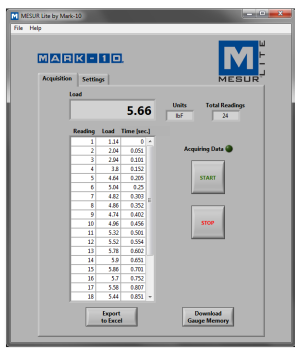 MESUR Lite by Mark-10
File Help
MARK-10
M
MESUR
LITE
Acquisition Settings
Load
5.66
Units
lbF
Total Readings
24
Reading Load Time [sec.]
1 1.14 0
2 2.04 0.051
3 2.94 0.101
4 3.8 0.152
5 4.64 0.205
6 5.04 0.25
7 4.82 0.303
8 4.86 0.352
9 4.74 0.402
10 4.96 0.456
11 5.32 0.501
12 5.52 0.554
13 5.78 0.602
14 5.9 0.651
15 5.86 0.701
16 5.7 0.752
17 5.58 0.807
18 5.44 0.851
Acquiring Data
START
STOP
Export
to Excel
Download
Gauge Memory